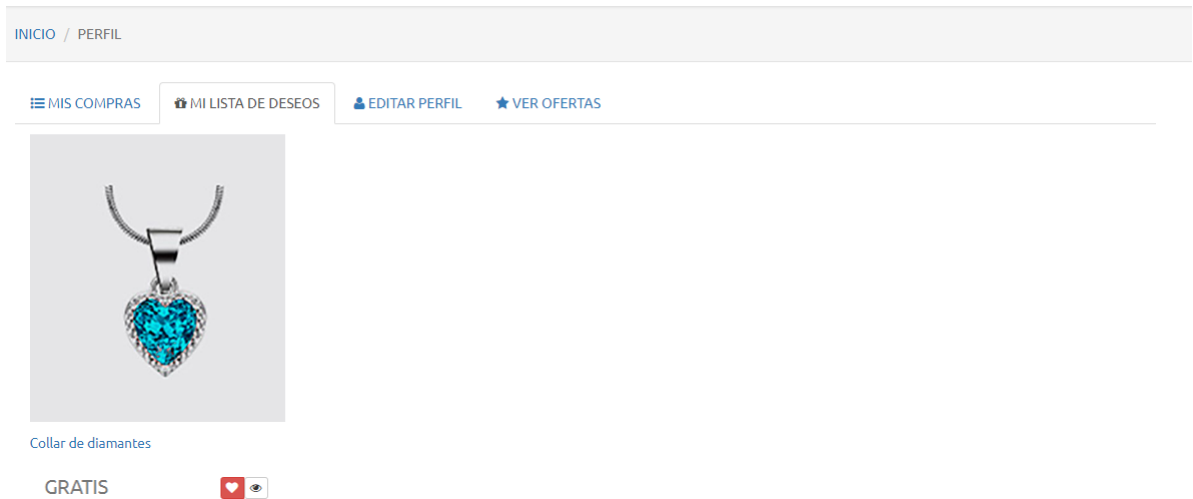 INICIO / PERFIL
MIS COMPRAS MI LISTA DE DESEOS EDITAR PERFIL VER OFERTAS
Collar de diamantes
GRATIS